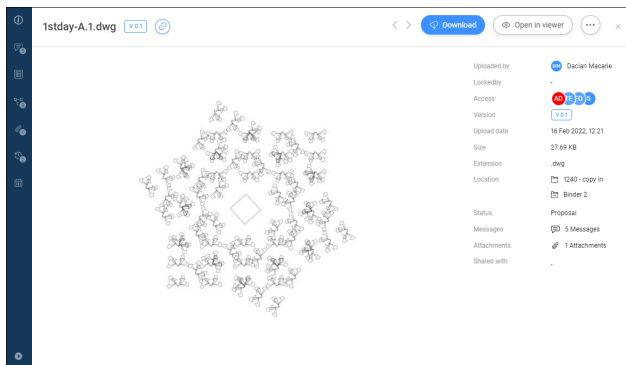 1stday-A.1.dwg V 0.1 Download Open in viewer
Uploaded by DM Dacian Macarie
Lockedby -
Access AD TE FO 5
Version V 0.1
Upload date 16 Feb 2022, 12:21
Size 27.69 KB
Extension .dwg
Location 1240 - copy in
Binder 2
Status Proposal
Messages 5 Messages
Attachments 1 Attachments
Shared with -